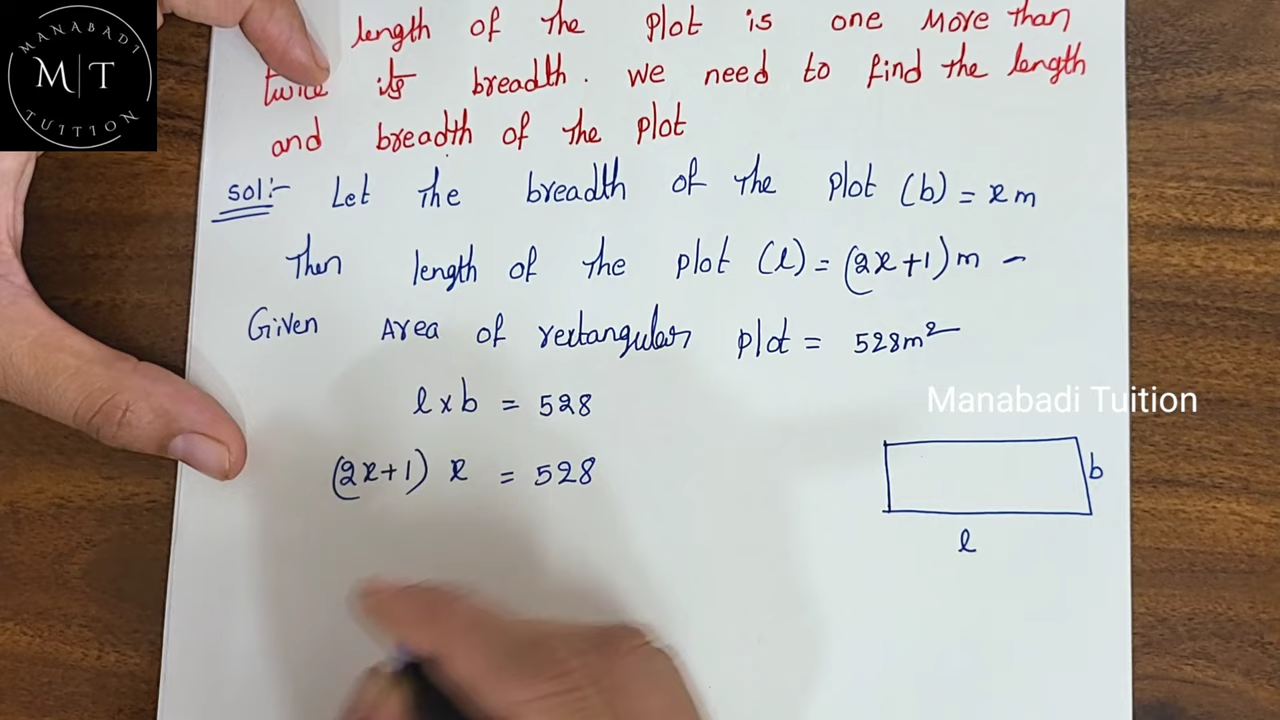 MANABADI
M|T
TUITION
length of the plot is one more than
twice its breadth. we need to find the length
and breadth of the plot
Sol:- Let the breadth of the plot (b) = x m
Then length of the plot (l) = (2x+1) m -
Given Area of rectangular plot = 528m²
l x b = 528
Manabadi Tuition
(2x+1) x = 528
b
l